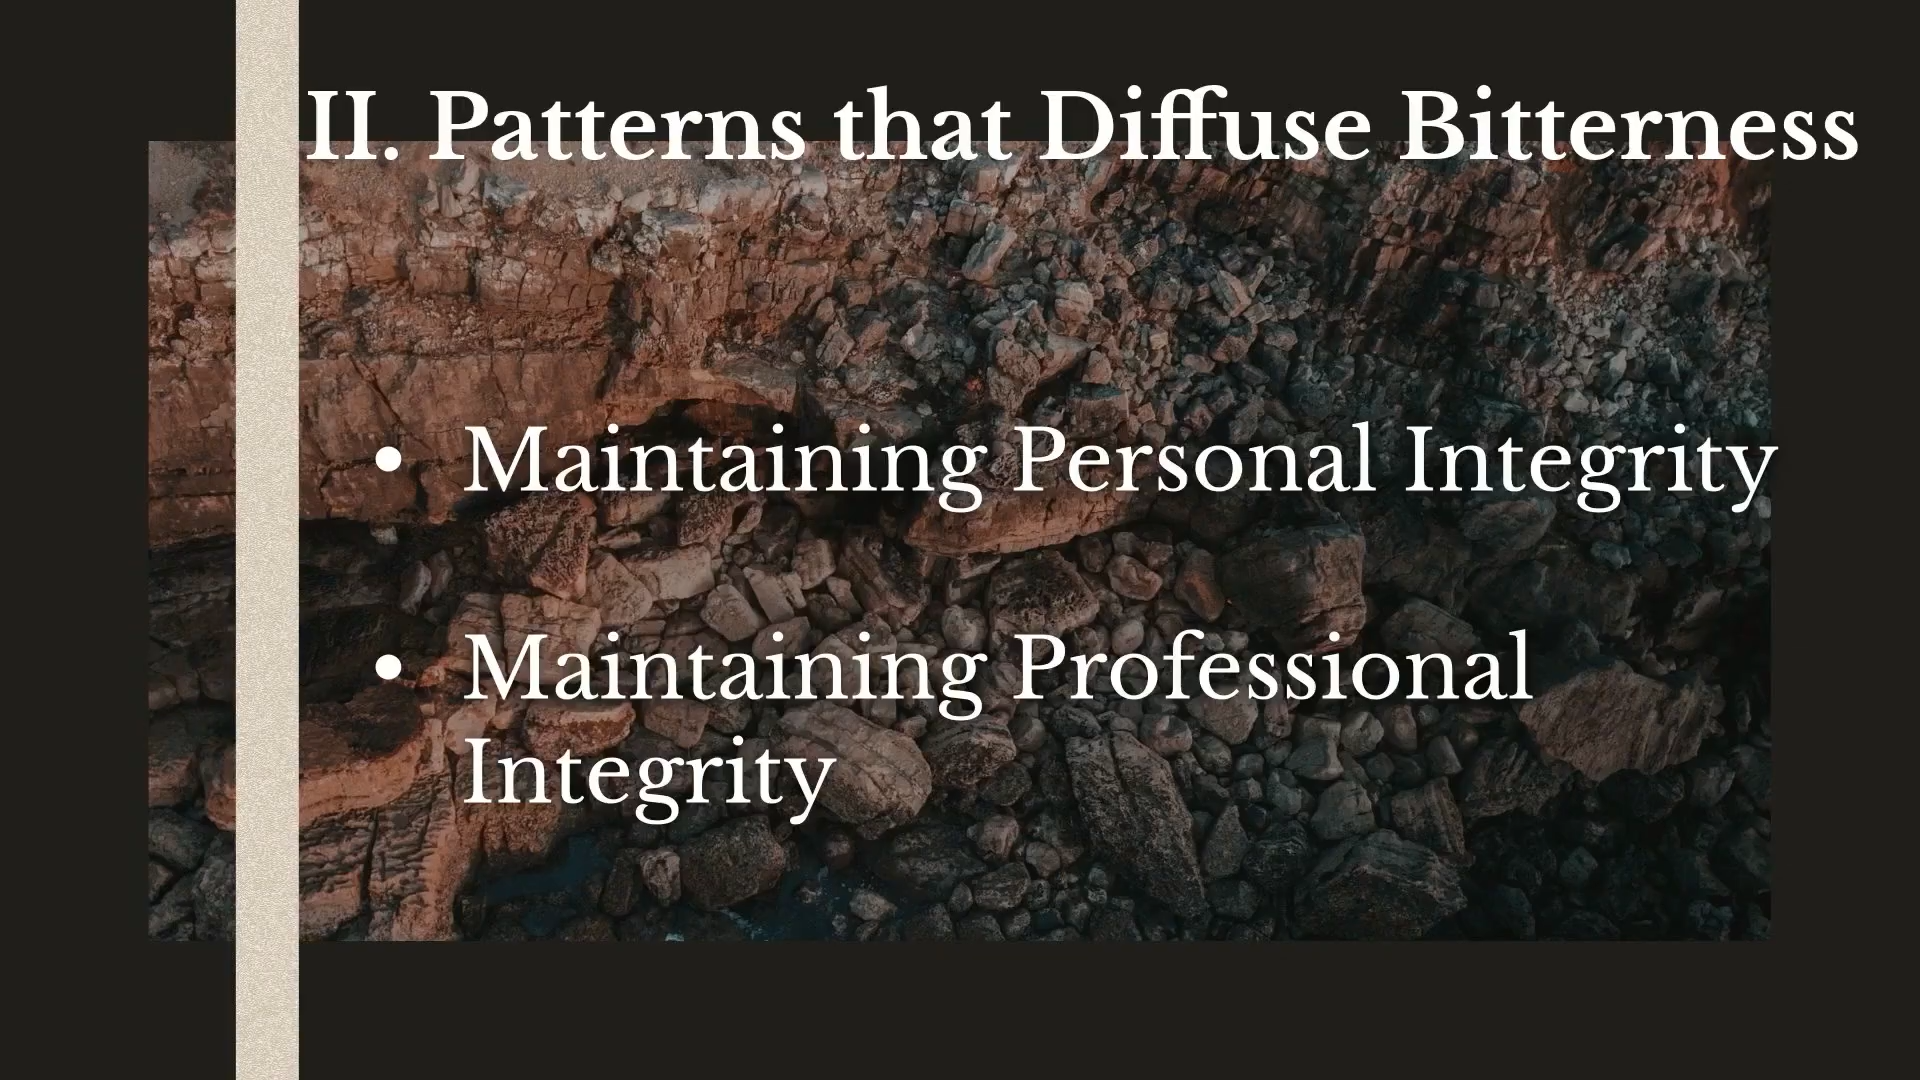 II. Patterns that Diffuse Bitterness
• Maintaining Personal Integrity
• Maintaining Professional
Integrity